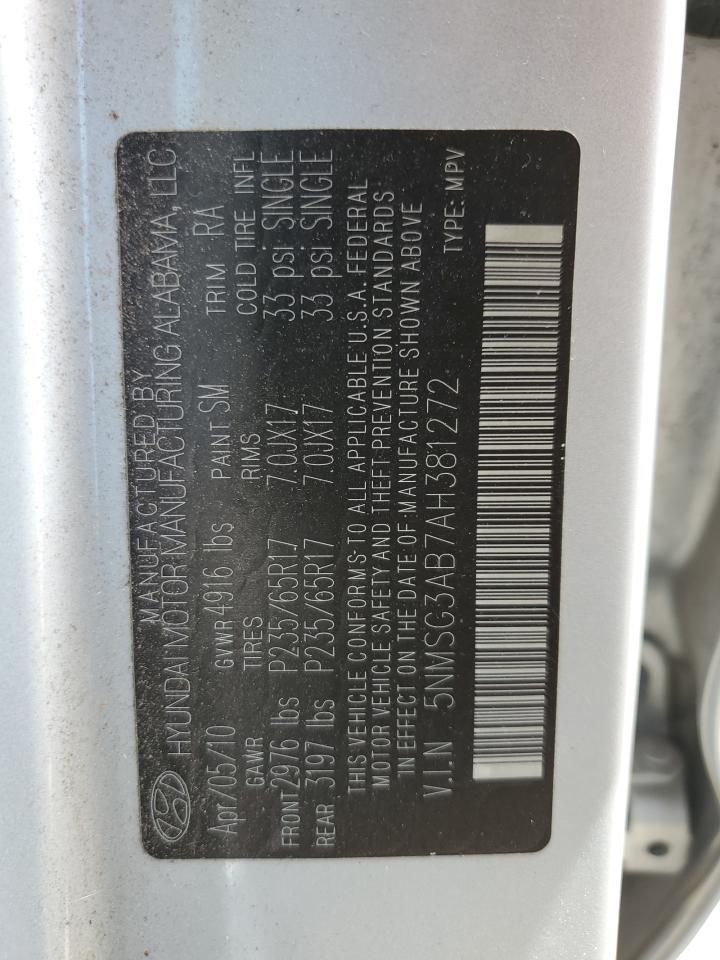 MANUFACTURED BY
HYUNDAI MOTOR MANUFACTURING ALABAMA, LLC
Apr/05/10 GVWR 4916 lbs PAINT SM TRIM RA
GAWR TIRES RIMS COLD TIRE INFL
FRONT 2976 lbs P235/65R17 7.0JX17 33 psi SINGLE
REAR 3197 lbs P235/65R17 7.0JX17 33 psi SINGLE
THIS VEHICLE CONFORMS TO ALL APPLICABLE U.S.A. FEDERAL
MOTOR VEHICLE SAFETY AND THEFT PREVENTION STANDARDS
IN EFFECT ON THE DATE OF MANUFACTURE SHOWN ABOVE
V.I.N 5NMSG3AB7AH381272 TYPE: MPV